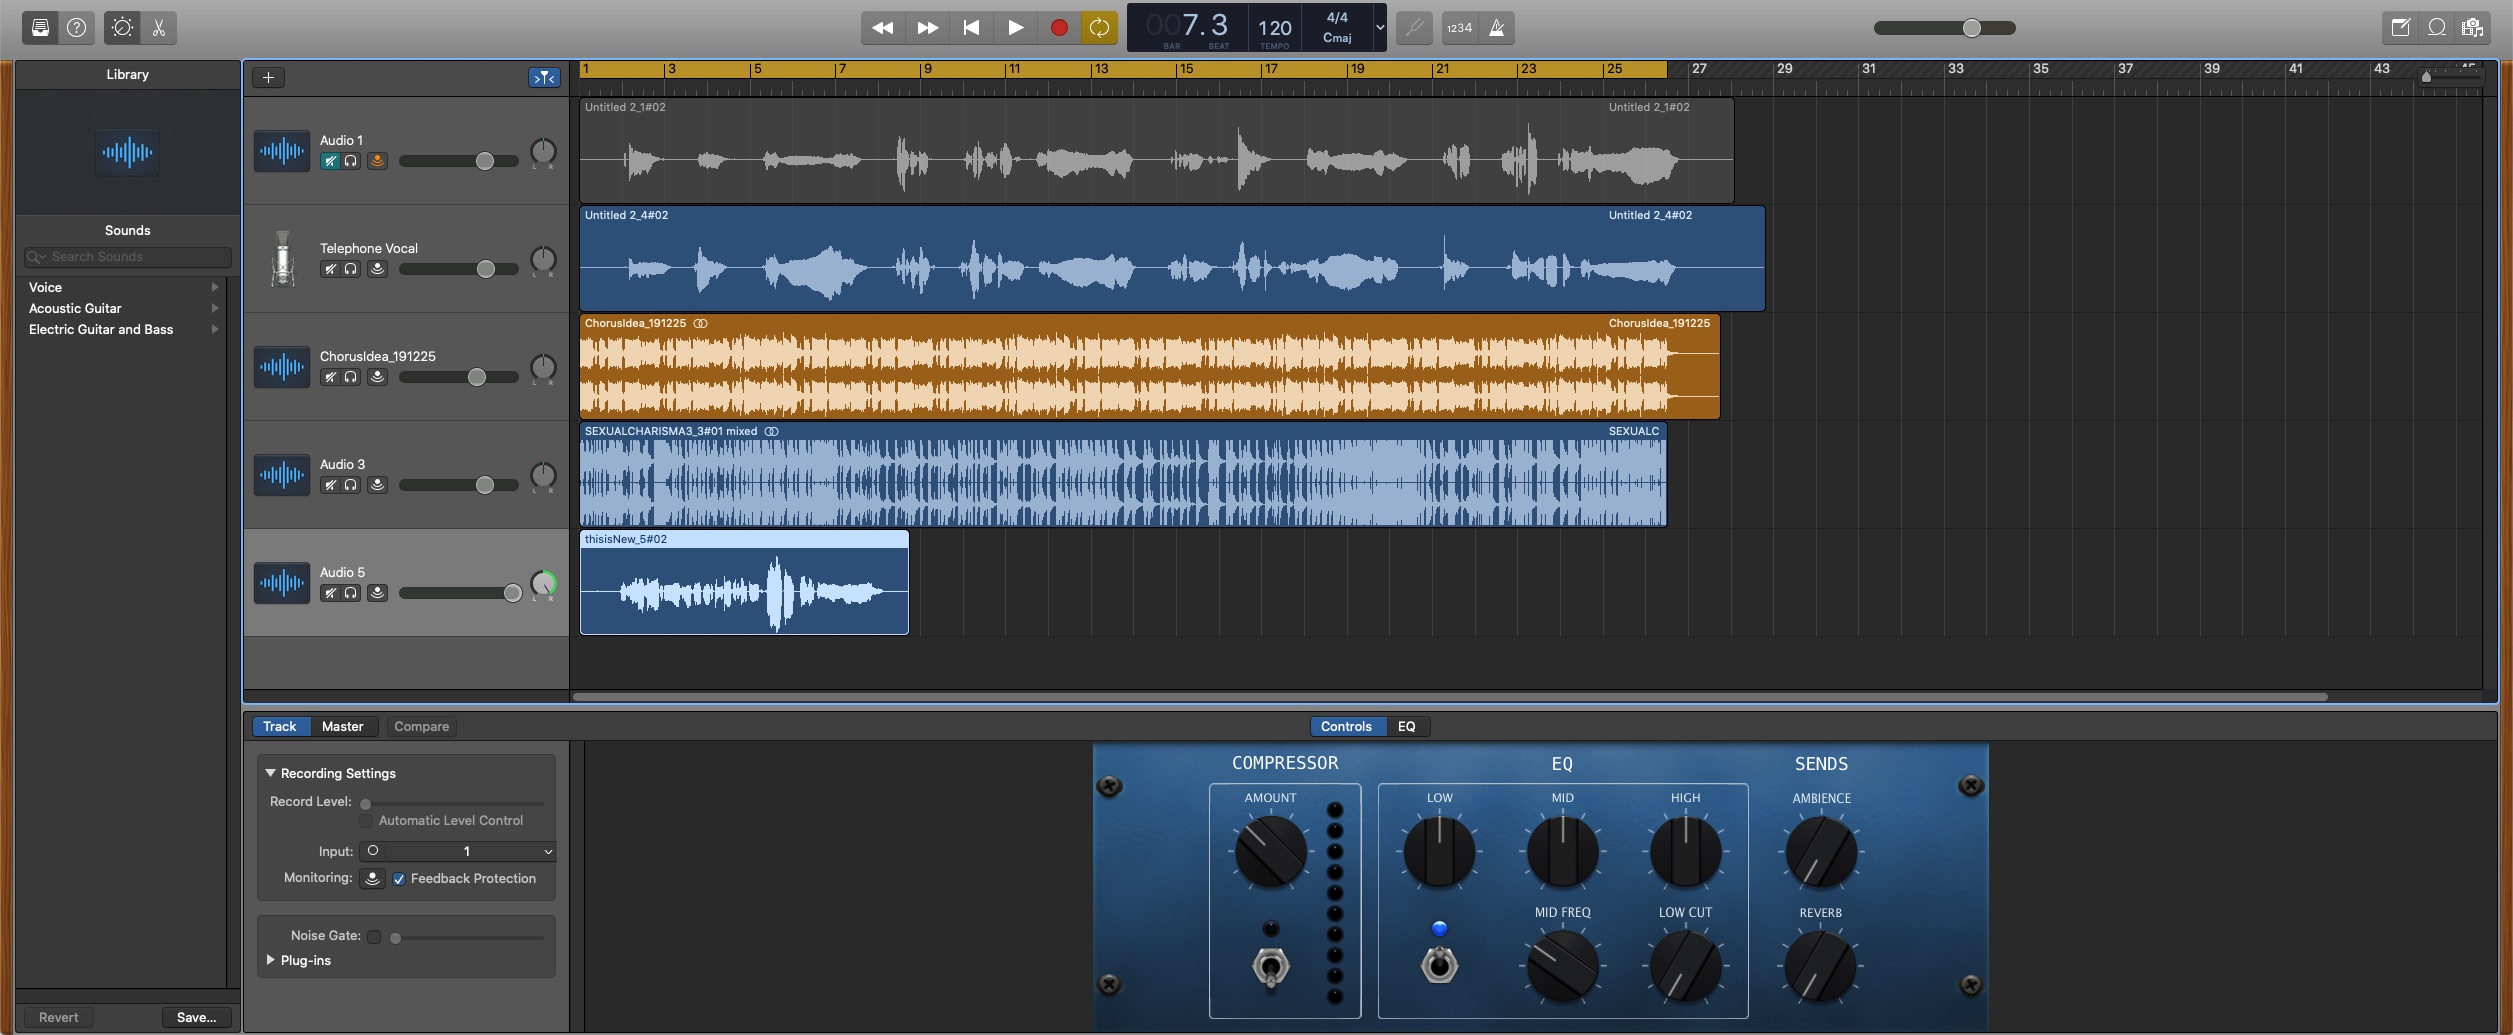 007.3
BAR BEAT
120
TEMPO
4/4
Cmaj
1234
Library
Sounds
Search Sounds
Voice
Acoustic Guitar
Electric Guitar and Bass
Revert
Save...
1 3 5 7 9 11 13 15 17 19 21 23 25 27 29 31 33 35 37 39 41 43 45
Audio 1
L R
Untitled 2_1#02
Untitled 2_1#02
Telephone Vocal
L R
Untitled 2_4#02
Untitled 2_4#02
ChorusIdea_191225
L R
ChorusIdea_191225
ChorusIdea_191225
Audio 3
L R
SEXUALCHARISMA3_3#01 mixed
SEXUALC
Audio 5
L R
thisisNew_5#02
Track
Master
Compare
Controls
EQ
Recording Settings
Record Level:
Automatic Level Control
Input: 1
Monitoring: Feedback Protection
Noise Gate:
Plug-ins
COMPRESSOR
EQ
SENDS
AMOUNT
LOW
MID
HIGH
AMBIENCE
MID FREQ
LOW CUT
REVERB